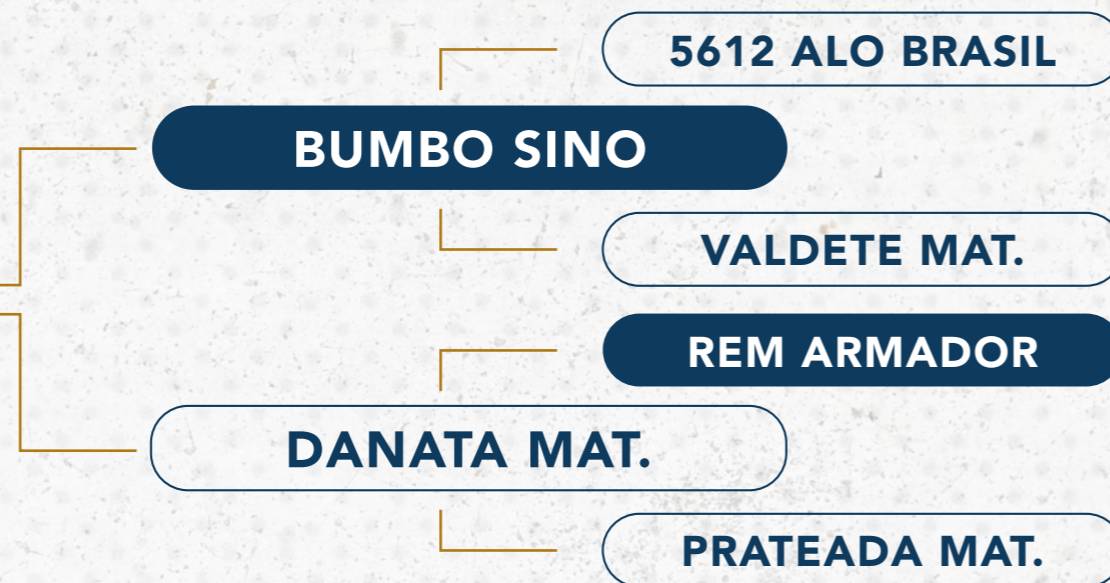 5612 ALO BRASIL
BUMBO SINO
VALDETE MAT.
REM ARMADOR
DANATA MAT.
PRATEADA MAT.